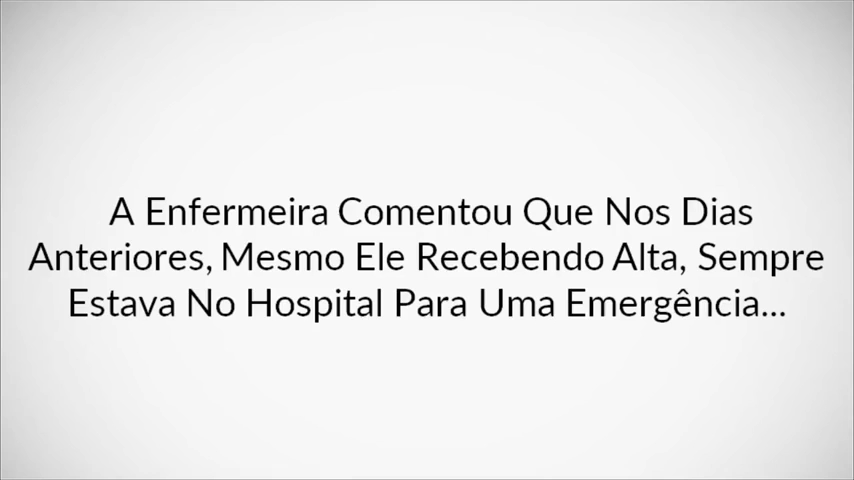 A Enfermeira Comentou Que Nos Dias
Anteriores, Mesmo Ele Recebendo Alta, Sempre
Estava No Hospital Para Uma Emergência...